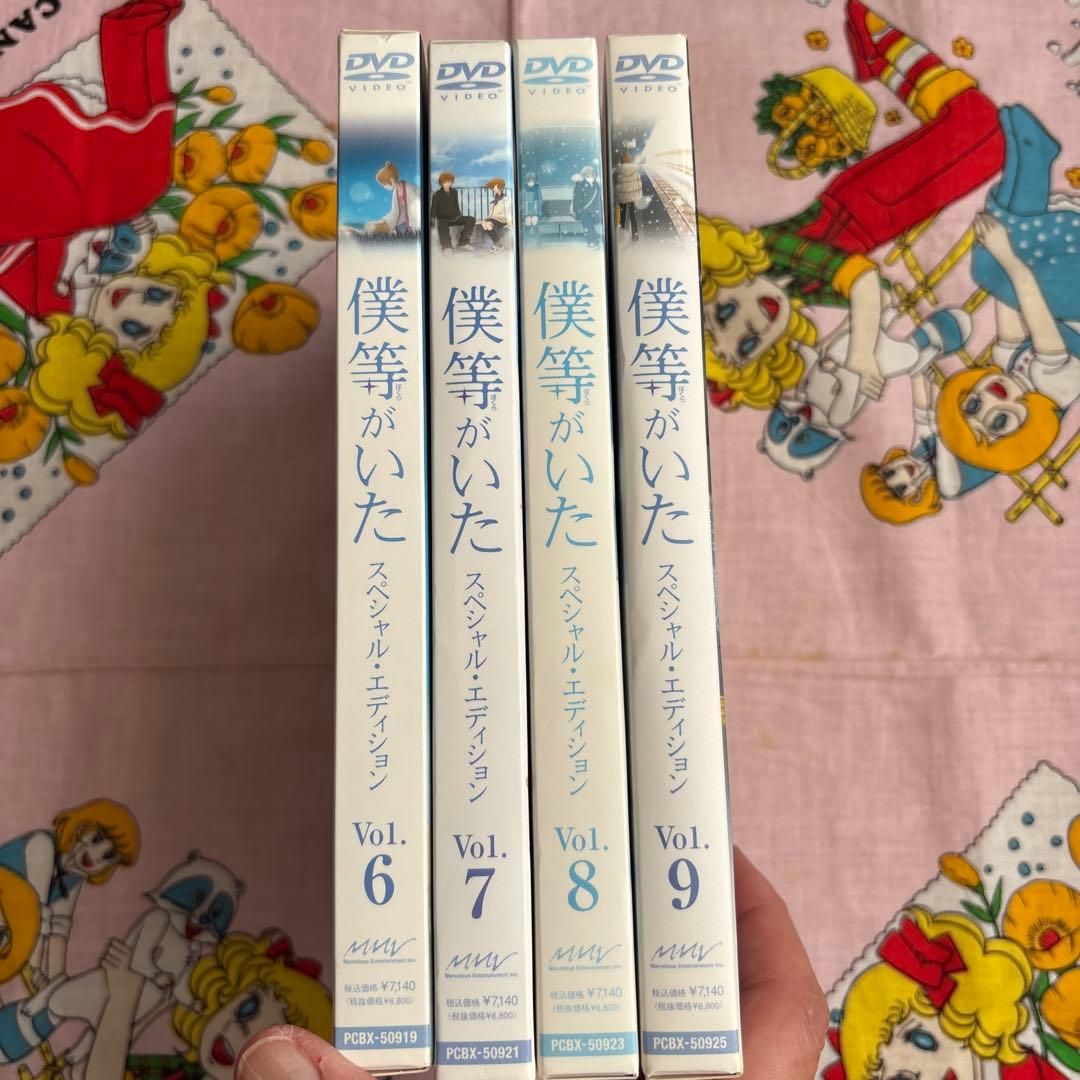 CAN
DVD
VIDEO
僕等がいた
ぼくら
スペシャル・エディション
Vol.
6
MMV
Marvelous Entertainment Inc.
税込価格 ¥7,140
(税抜価格¥6,800)
PCBX-50919
DVD
VIDEO
僕等がいた
ぼくら
スペシャル・エディション
Vol.
7
MMV
Marvelous Entertainment Inc.
税込価格 ¥7,140
(税抜価格¥6,800)
PCBX-50921
DVD
VIDEO
僕等がいた
ぼくら
スペシャル・エディション
Vol.
8
MMV
Marvelous Entertainment Inc.
税込価格 ¥7,140
(税抜価格¥6,800)
PCBX-50923
DVD
VIDEO
僕等がいた
ぼくら
スペシャル・エディション
Vol.
9
MMV
Marvelous Entertainment Inc.
税込価格 ¥7,140
(税抜価格¥6,800)
PCBX-50925